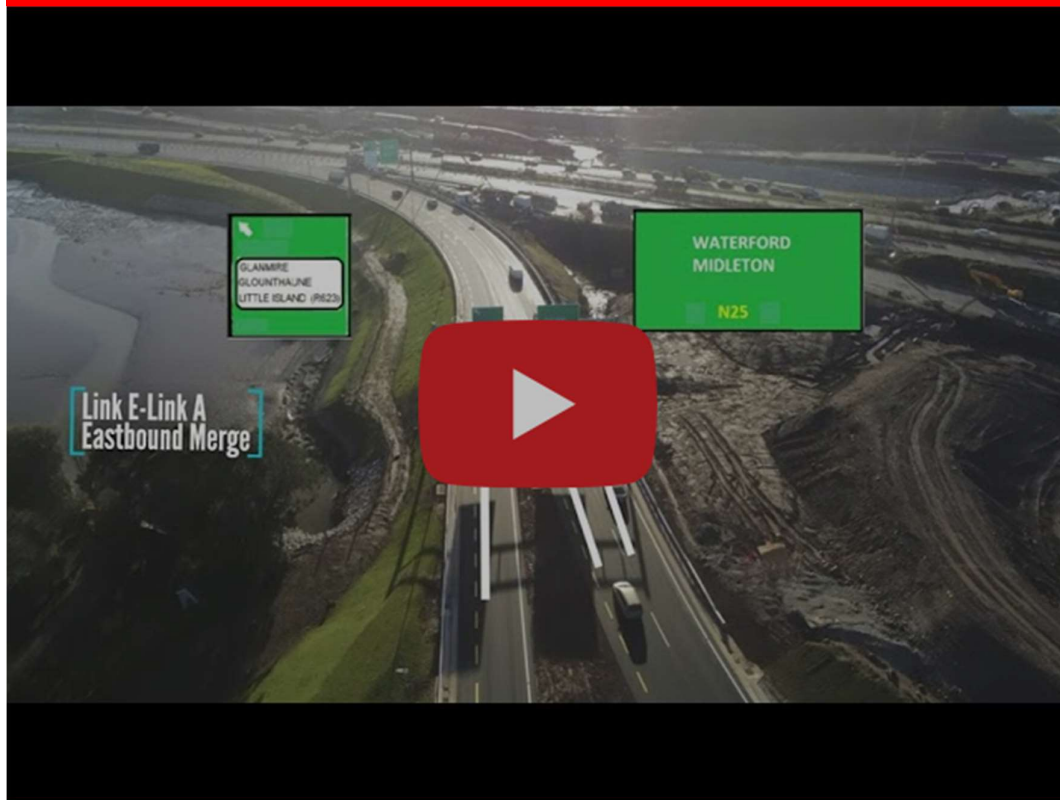 GLANMIRE
GLOUNTHAUNE
LITTLE ISLAND (R623)
WATERFORD
MIDLETON
N25
Link E-Link A
Eastbound Merge